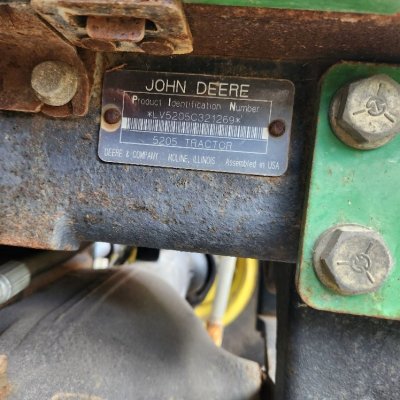 JOHN DEERE
Product Identification Number
*LV5205C321269*
5205 TRACTOR
DEERE & COMPANY MOLINE, ILLINOIS Assembled in USA